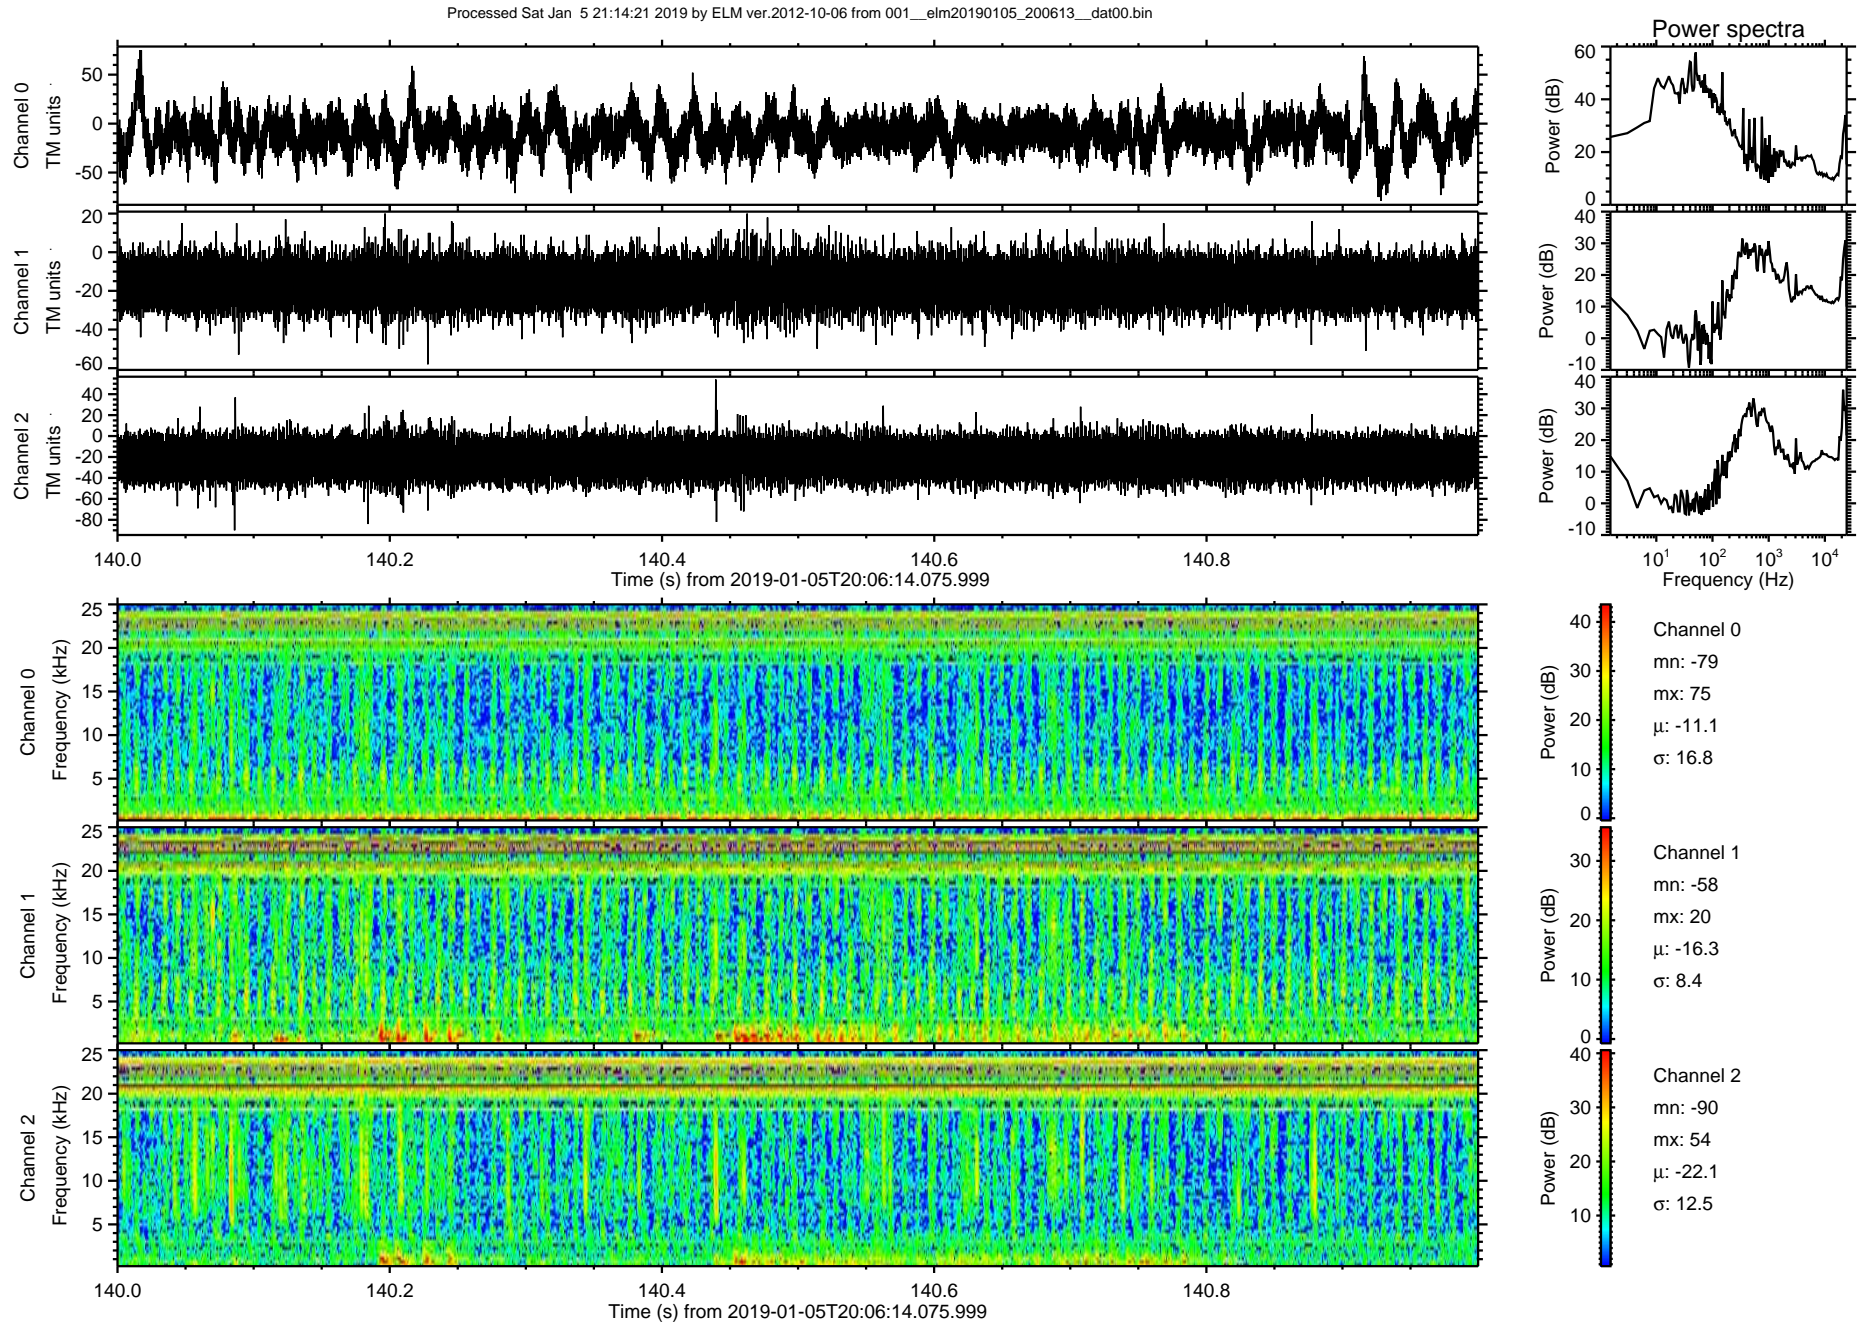 Processed Sat Jan 5 21:14:21 2019 by ELM ver.2012-10-06 from 001__elm20190105_200613__dat00.bin
Power spectra
Channel 0
TM units
50
0
-50
Power (dB)
60
40
20
0
Channel 1
TM units
20
0
-20
-40
-60
Power (dB)
40
30
20
10
0
-10
Channel 2
TM units
40
20
0
-20
-40
-60
-80
Power (dB)
40
30
20
10
0
-10
140.0 140.2 140.4 140.6 140.8
Time (s) from 2019-01-05T20:06:14.075.999
10^1 10^2 10^3 10^4
Frequency (Hz)
Channel 0
Frequency (kHz)
25
20
15
10
5
Power (dB)
40
30
20
10
0
Channel 0
mn: -79
mx: 75
μ: -11.1
σ: 16.8
Channel 1
Frequency (kHz)
25
20
15
10
5
Power (dB)
30
20
10
0
Channel 1
mn: -58
mx: 20
μ: -16.3
σ: 8.4
Channel 2
Frequency (kHz)
25
20
15
10
5
Power (dB)
40
30
20
10
Channel 2
mn: -90
mx: 54
μ: -22.1
σ: 12.5
140.0 140.2 140.4 140.6 140.8
Time (s) from 2019-01-05T20:06:14.075.999